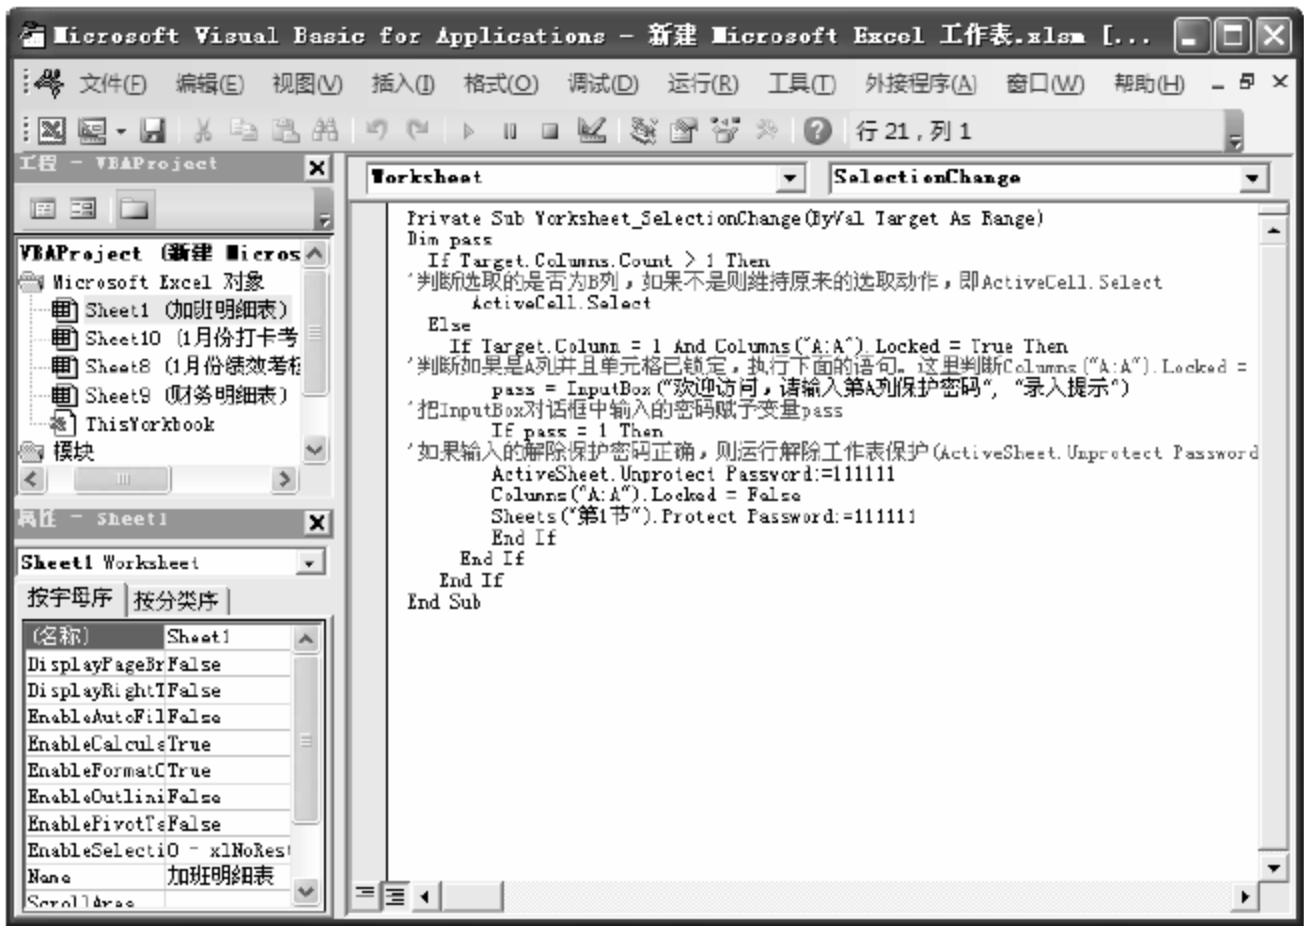 Microsoft Visual Basic for Applications - 新建 Microsoft Excel 工作表.xlsm [...
文件(F) 编辑(E) 视图(V) 插入(I) 格式(O) 调试(D) 运行(R) 工具(T) 外接程序(A) 窗口(W) 帮助(H)
行 21，列 1
工程 - VBAProject
VBAProject (新建 Micros
Microsoft Excel 对象
Sheet1 (加班明细表)
Sheet10 (1月份打卡考
Sheet8 (1月份绩效考核
Sheet9 (财务明细表)
ThisWorkbook
模块
属性 - Sheet1
Sheet1 Worksheet
按字母序 按分类序
(名称) Sheet1
DisplayPageBr False
DisplayRightT False
EnableAutoFil False
EnableCalcula True
EnableFormatC True
EnableOutlini False
EnablePivotTa False
EnableSelecti 0 - xlNoRest
Name 加班明细表
ScrollArea
Worksheet SelectionChange
Private Sub Worksheet_SelectionChange(ByVal Target As Range)
Dim pass
If Target.Columns.Count > 1 Then
'判断选取的是否为B列，如果不是则维持原来的选取动作，即ActiveCell.Select
ActiveCell.Select
Else
If Target.Column = 1 And Columns("A:A").Locked = True Then
'判断如果是A列并且单元格已锁定，执行下面的语句。这里判断Columns("A:A").Locked =
pass = InputBox("欢迎访问，请输入第A列保护密码", "录入提示")
'把InputBox对话框中输入的密码赋予变量pass
If pass = 1 Then
'如果输入的解除保护密码正确，则运行解除工作表保护(ActiveSheet.Unprotect Password
ActiveSheet.Unprotect Password:=111111
Columns("A:A").Locked = False
Sheets("第1节").Protect Password:=111111
End If
End If
End If
End Sub